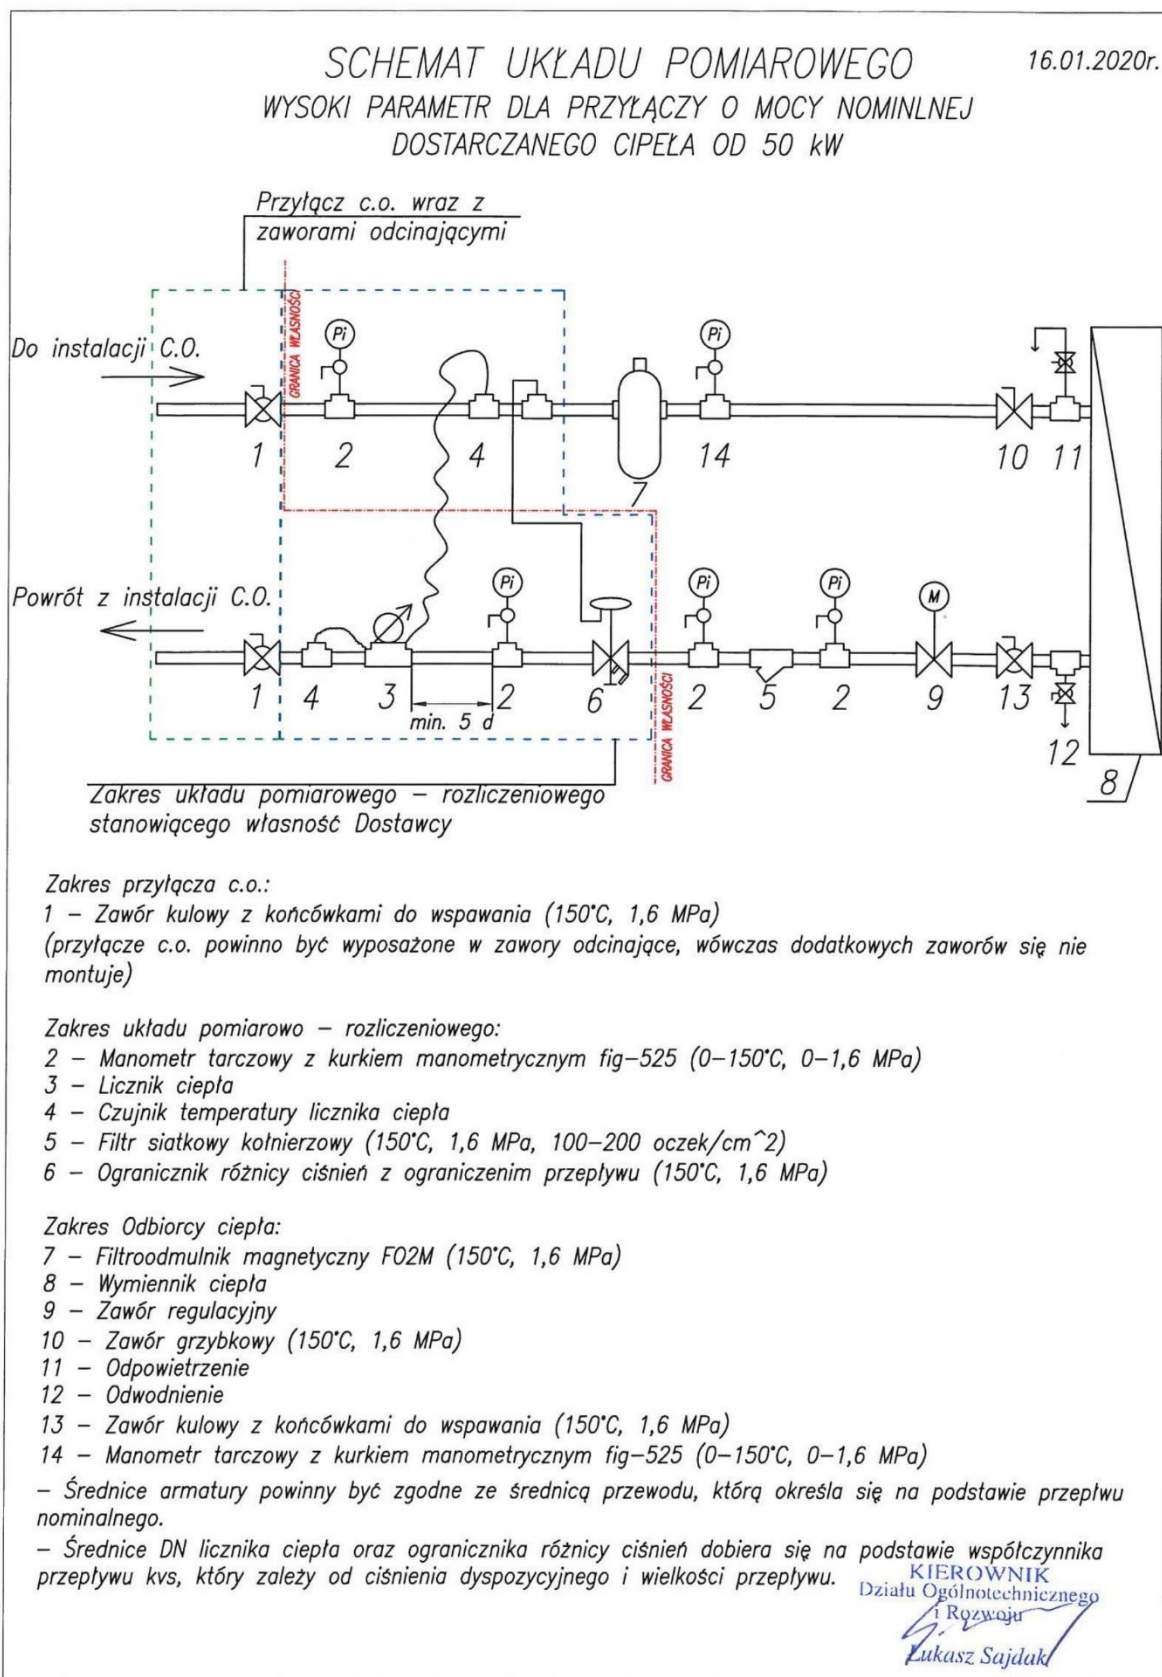 SCHEMAT UKŁADU POMIAROWEGO
16.01.2020r.
WYSOKI PARAMETR DLA PRZYŁĄCZY O MOCY NOMINLNEJ
DOSTARCZANEGO CIPEŁA OD 50 kW
Przyłącz c.o. wraz z
zaworami odcinającymi
GRANICA WŁASNOŚCI
Pi
Pi
Do instalacji C.O.
1
2
4
7
14
10
11
Powrót z instalacji C.O.
Pi
Pi
Pi
M
1
4
3
2
6
2
5
2
9
13
12
8
min. 5 d
GRANICA WŁASNOŚCI
Zakres układu pomiarowego – rozliczeniowego
stanowiącego własność Dostawcy
Zakres przyłącza c.o.:
1 – Zawór kulowy z końcówkami do wspawania (150°C, 1,6 MPa)
(przyłącze c.o. powinno być wyposażone w zawory odcinające, wówczas dodatkowych zaworów się nie
montuje)
Zakres układu pomiarowo – rozliczeniowego:
2 – Manometr tarczowy z kurkiem manometrycznym fig–525 (0–150°C, 0–1,6 MPa)
3 – Licznik ciepła
4 – Czujnik temperatury licznika ciepła
5 – Filtr siatkowy kołnierzowy (150°C, 1,6 MPa, 100–200 oczek/cm^2)
6 – Ogranicznik różnicy ciśnień z ograniczenim przepływu (150°C, 1,6 MPa)
Zakres Odbiorcy ciepła:
7 – Filtroodmulnik magnetyczny FO2M (150°C, 1,6 MPa)
8 – Wymiennik ciepła
9 – Zawór regulacyjny
10 – Zawór grzybkowy (150°C, 1,6 MPa)
11 – Odpowietrzenie
12 – Odwodnienie
13 – Zawór kulowy z końcówkami do wspawania (150°C, 1,6 MPa)
14 – Manometr tarczowy z kurkiem manometrycznym fig–525 (0–150°C, 0–1,6 MPa)
– Średnice armatury powinny być zgodne ze średnicą przewodu, którą określa się na podstawie przepłwu
nominalnego.
– Średnice DN licznika ciepła oraz ogranicznika różnicy ciśnień dobiera się na podstawie współczynnika
przepływu kvs, który zależy od ciśnienia dyspozycyjnego i wielkości przepływu.
KIEROWNIK
Działu Ogólnotechnicznego
i Rozwoju
Łukasz Sajdak